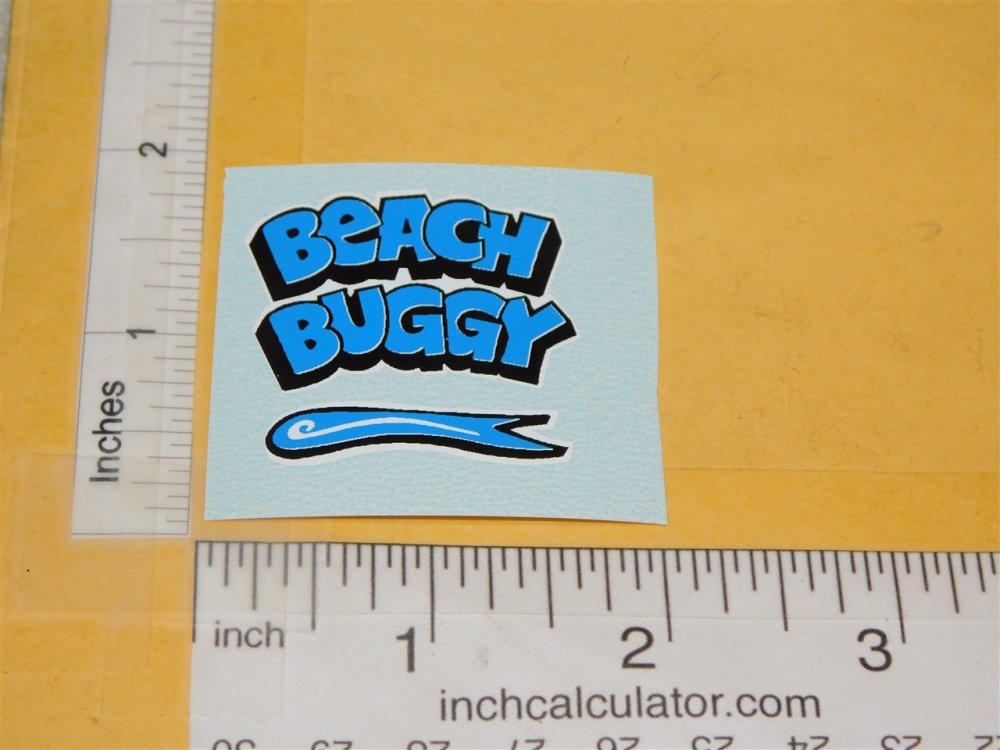 2
BeACH
BUGGY
1
Inches
inch
1
2
3
inchcalculator.com